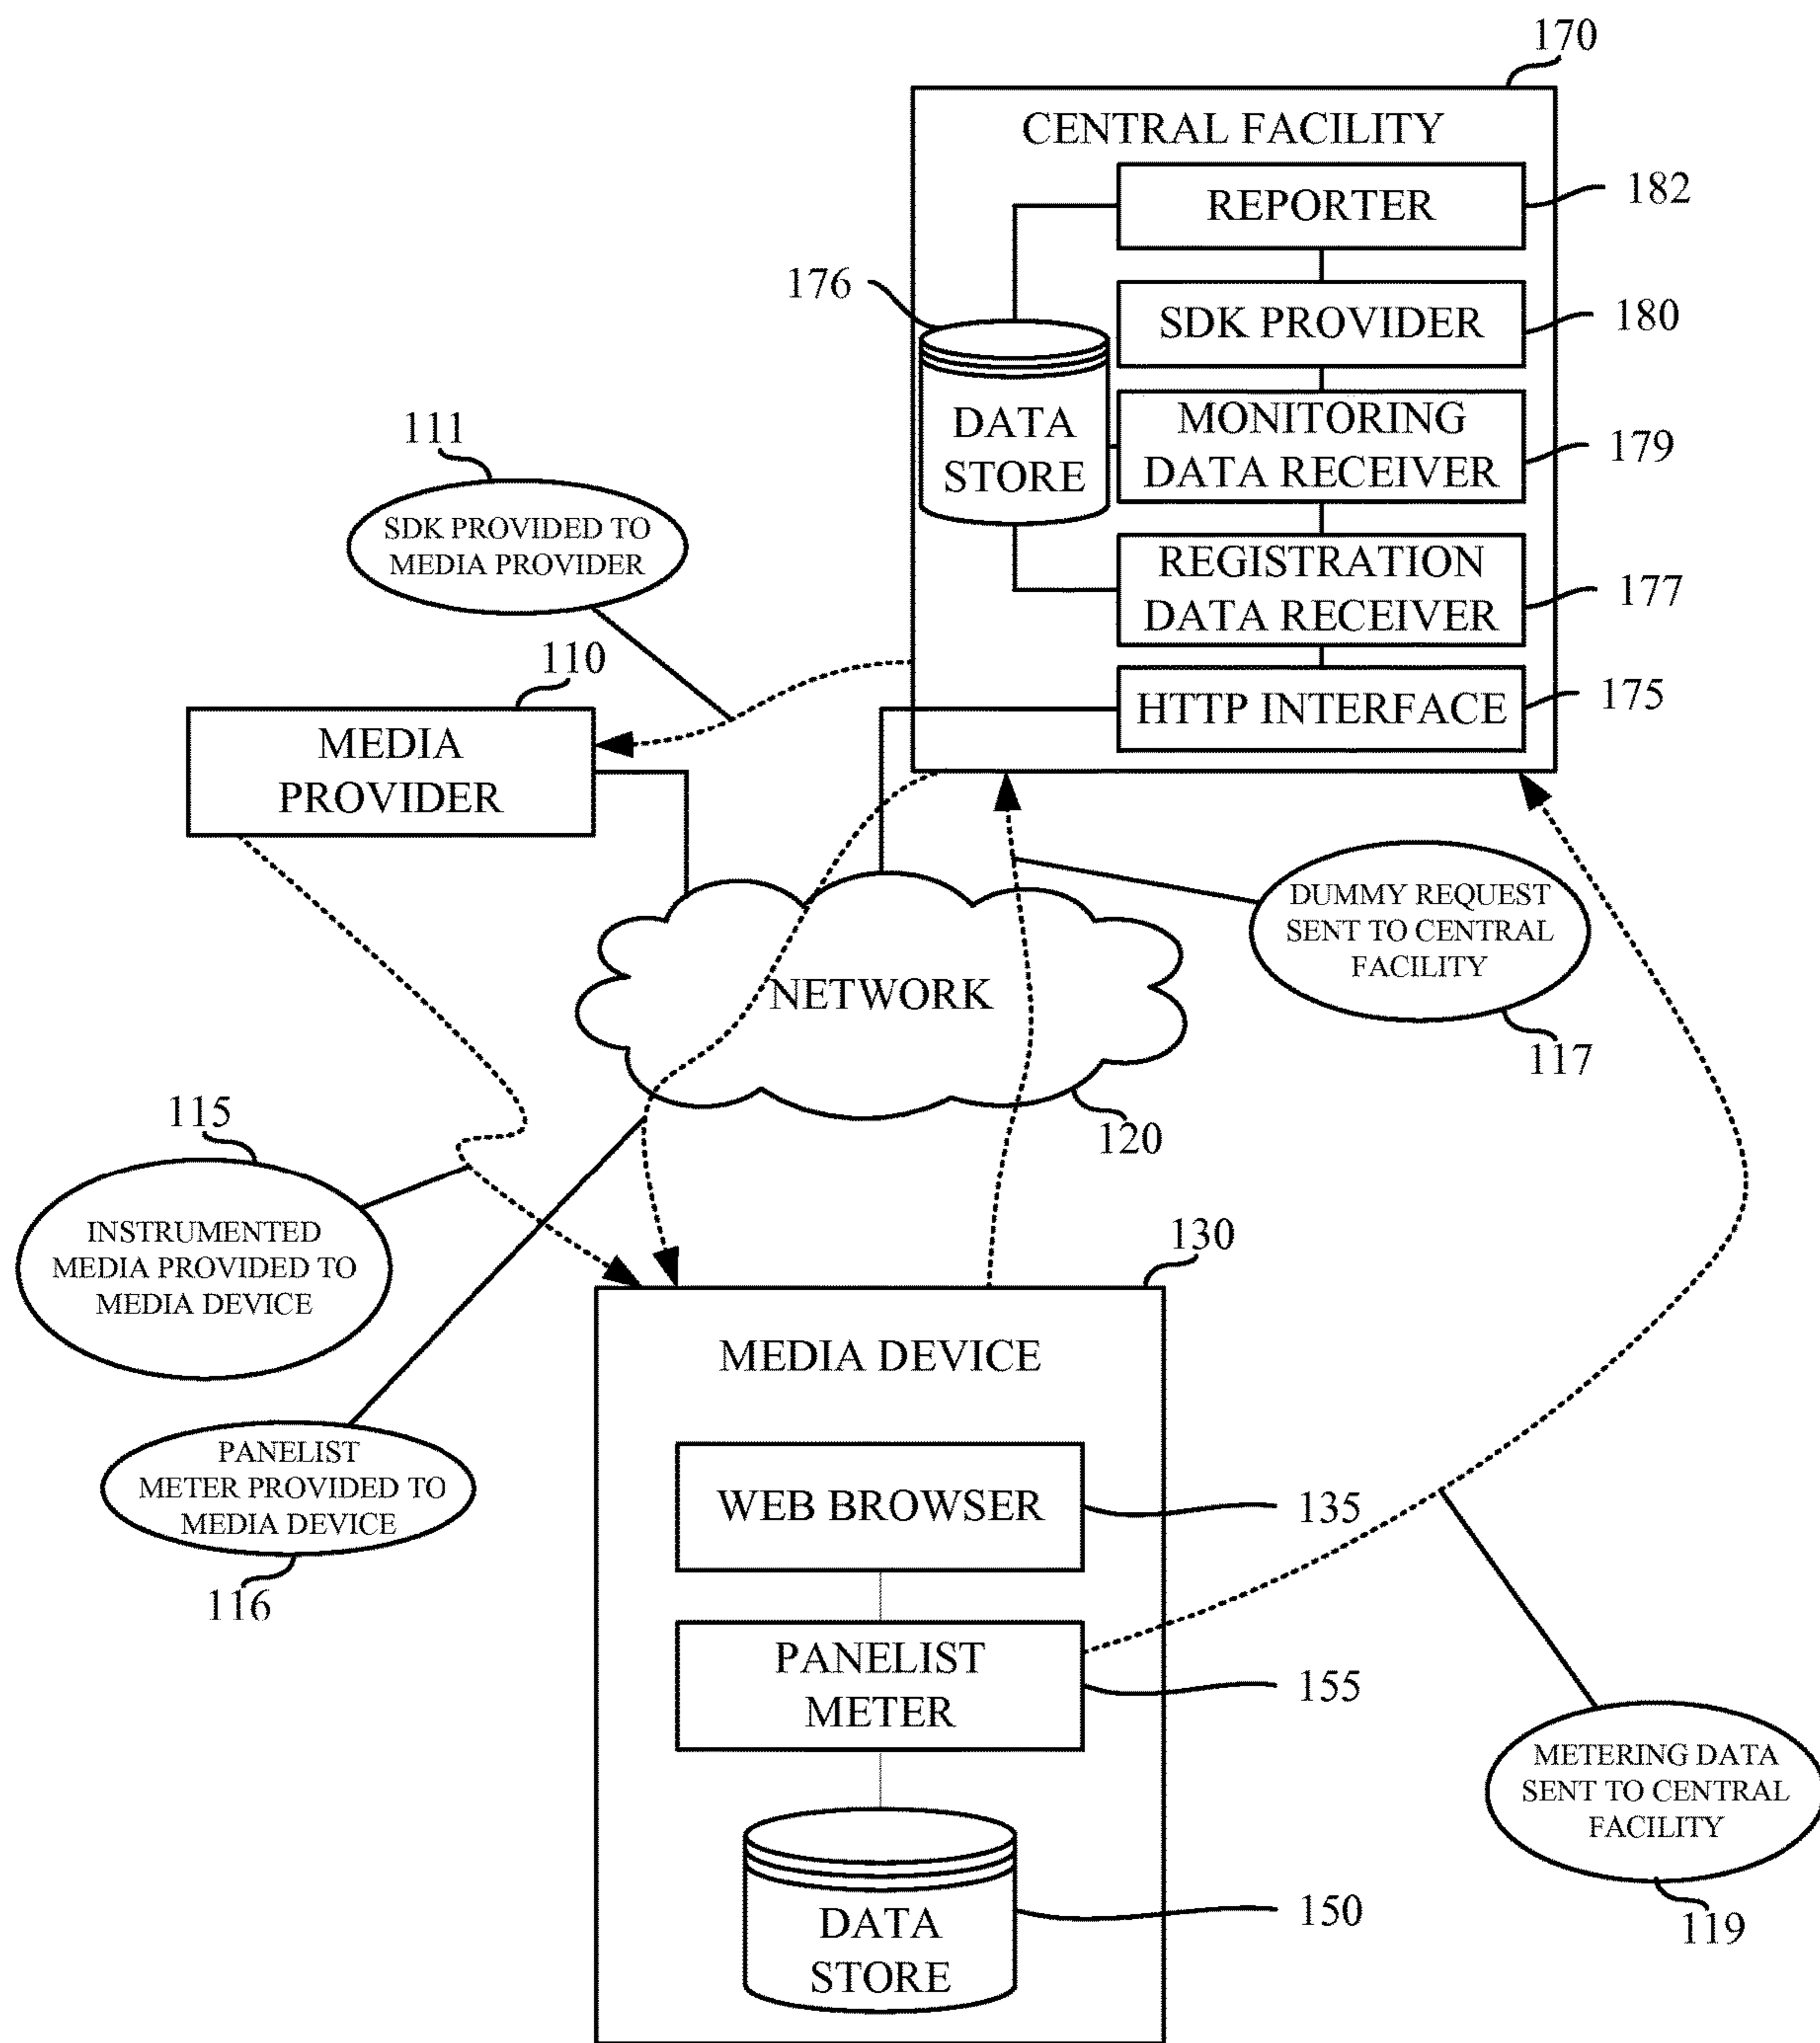 170
CENTRAL FACILITY
REPORTER
182
176
SDK PROVIDER
180
DATA
STORE
MONITORING
DATA RECEIVER
179
111
SDK PROVIDED TO
MEDIA PROVIDER
REGISTRATION
DATA RECEIVER
177
110
MEDIA
PROVIDER
HTTP INTERFACE
175
DUMMY REQUEST
SENT TO CENTRAL
FACILITY
117
NETWORK
120
115
INSTRUMENTED
MEDIA PROVIDED TO
MEDIA DEVICE
130
MEDIA DEVICE
PANELIST
METER PROVIDED TO
MEDIA DEVICE
116
WEB BROWSER
135
PANELIST
METER
155
METERING DATA
SENT TO CENTRAL
FACILITY
119
DATA
STORE
150